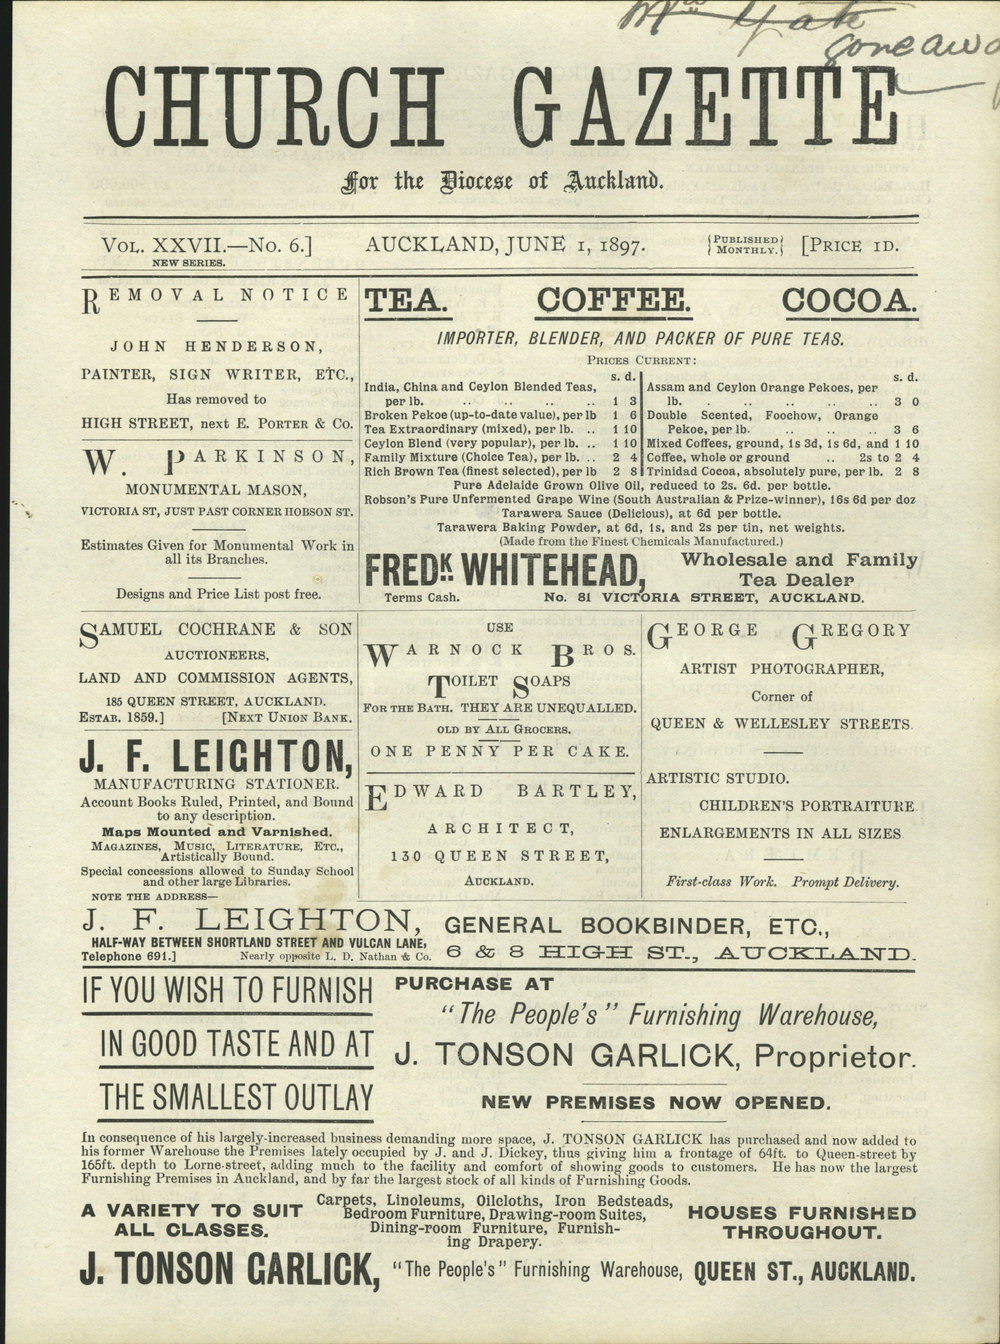 Mrs Yate
gone away
CHURCH GAZETTE
For the Diocese of Auckland.
VOL. XXVII.—No. 6.] AUCKLAND, JUNE 1, 1897. {PUBLISHED MONTHLY.} [PRICE 1D.
NEW SERIES.
REMOVAL NOTICE
JOHN HENDERSON,
PAINTER, SIGN WRITER, ETC.,
Has removed to
HIGH STREET, next E. PORTER & Co.
W. PARKINSON,
MONUMENTAL MASON,
VICTORIA ST, JUST PAST CORNER HOBSON ST.
Estimates Given for Monumental Work in
all its Branches.
Designs and Price List post free.
TEA. COFFEE. COCOA.
IMPORTER, BLENDER, AND PACKER OF PURE TEAS.
PRICES CURRENT:
s. d.
India, China and Ceylon Blended Teas,
per lb. .. .. .. .. 1 3
Broken Pekoe (up-to-date value), per lb 1 6
Tea Extraordinary (mixed), per lb. .. 1 10
Ceylon Blend (very popular), per lb. .. 1 10
Family Mixture (Choice Tea), per lb. .. 2 4
Rich Brown Tea (finest selected), per lb 2 8
s. d.
Assam and Ceylon Orange Pekoes, per
lb. . .. .. .. .. 3 0
Double Scented, Foochow, Orange
Pekoe, per lb. .. .. .. 3 6
Mixed Coffees, ground, 1s 3d, 1s 6d, and 1 10
Coffee, whole or ground .. 2s to 2 4
Trinidad Cocoa, absolutely pure, per lb. 2 8
Pure Adelaide Grown Olive Oil, reduced to 2s. 6d. per bottle.
Robson's Pure Unfermented Grape Wine (South Australian & Prize-winner), 16s 6d per doz
Tarawera Sauce (Delicious), at 6d per bottle.
Tarawera Baking Powder, at 6d, 1s, and 2s per tin, net weights.
(Made from the Finest Chemicals Manufactured.)
FREDK. WHITEHEAD, Wholesale and Family
Tea Dealer
Terms Cash. No. 81 VICTORIA STREET, AUCKLAND.
SAMUEL COCHRANE & SON
AUCTIONEERS,
LAND AND COMMISSION AGENTS,
185 QUEEN STREET, AUCKLAND.
ESTAB. 1859.] [NEXT UNION BANK.
J. F. LEIGHTON,
MANUFACTURING STATIONER.
Account Books Ruled, Printed, and Bound
to any description.
Maps Mounted and Varnished.
MAGAZINES, MUSIC, LITERATURE, ETC.,
Artistically Bound.
Special concessions allowed to Sunday School
and other large Libraries.
NOTE THE ADDRESS—
USE
WARNOCK BROS.
TOILET SOAPS
FOR THE BATH. THEY ARE UNEQUALLED.
OLD BY ALL GROCERS.
ONE PENNY PER CAKE.
EDWARD BARTLEY,
ARCHITECT,
130 QUEEN STREET,
AUCKLAND.
GEORGE GREGORY
ARTIST PHOTOGRAPHER,
Corner of
QUEEN & WELLESLEY STREETS.
ARTISTIC STUDIO.
CHILDREN'S PORTRAITURE.
ENLARGEMENTS IN ALL SIZES
First-class Work. Prompt Delivery.
J. F. LEIGHTON, GENERAL BOOKBINDER, ETC.,
HALF-WAY BETWEEN SHORTLAND STREET AND VULCAN LANE,
Telephone 691.] Nearly opposite L. D. Nathan & Co. 6 & 8 HIGH ST., AUCKLAND.
IF YOU WISH TO FURNISH
IN GOOD TASTE AND AT
THE SMALLEST OUTLAY
PURCHASE AT
"The People's" Furnishing Warehouse,
J. TONSON GARLICK, Proprietor.
NEW PREMISES NOW OPENED.
In consequence of his largely-increased business demanding more space, J. TONSON GARLICK has purchased and now added to
his former Warehouse the Premises lately occupied by J. and J. Dickey, thus giving him a frontage of 64ft. to Queen-street by
165ft. depth to Lorne-street, adding much to the facility and comfort of showing goods to customers. He has now the largest
Furnishing Premises in Auckland, and by far the largest stock of all kinds of Furnishing Goods.
A VARIETY TO SUIT
ALL CLASSES.
Carpets, Linoleums, Oilcloths, Iron Bedsteads,
Bedroom Furniture, Drawing-room Suites,
Dining-room Furniture, Furnish-
ing Drapery.
HOUSES FURNISHED
THROUGHOUT.
J. TONSON GARLICK, "The People's" Furnishing Warehouse, QUEEN ST., AUCKLAND.